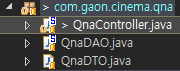 > com.gaon.cinema.qna
> QnaController.java
QnaDAO.java
QnaDTO.java